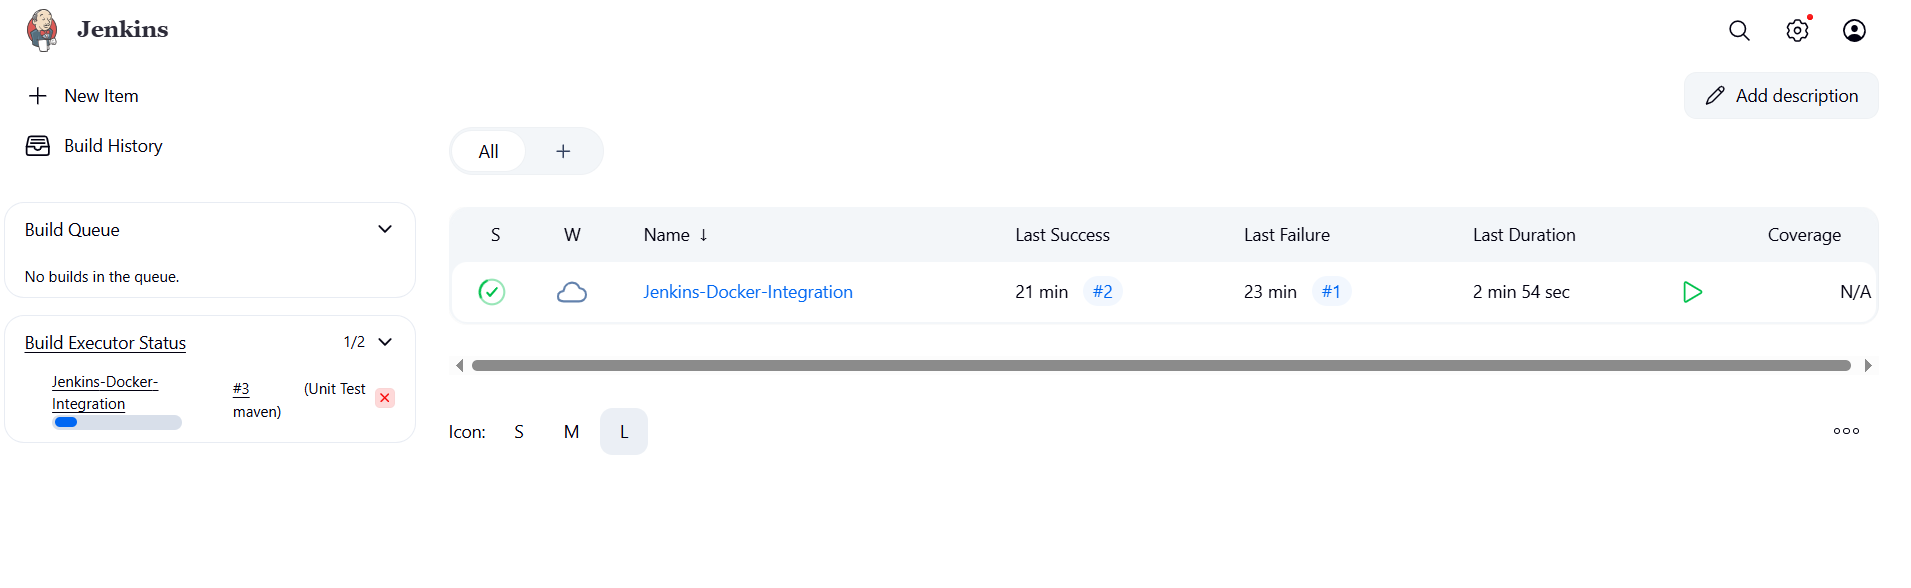 Jenkins
New Item
Build History
Add description
All +
Build Queue
No builds in the queue.
Build Executor Status 1/2
Jenkins-Docker-
Integration
#3 (Unit Test
maven)
S W Name ↓ Last Success Last Failure Last Duration Coverage
Jenkins-Docker-Integration 21 min #2 23 min #1 2 min 54 sec N/A
Icon: S M L